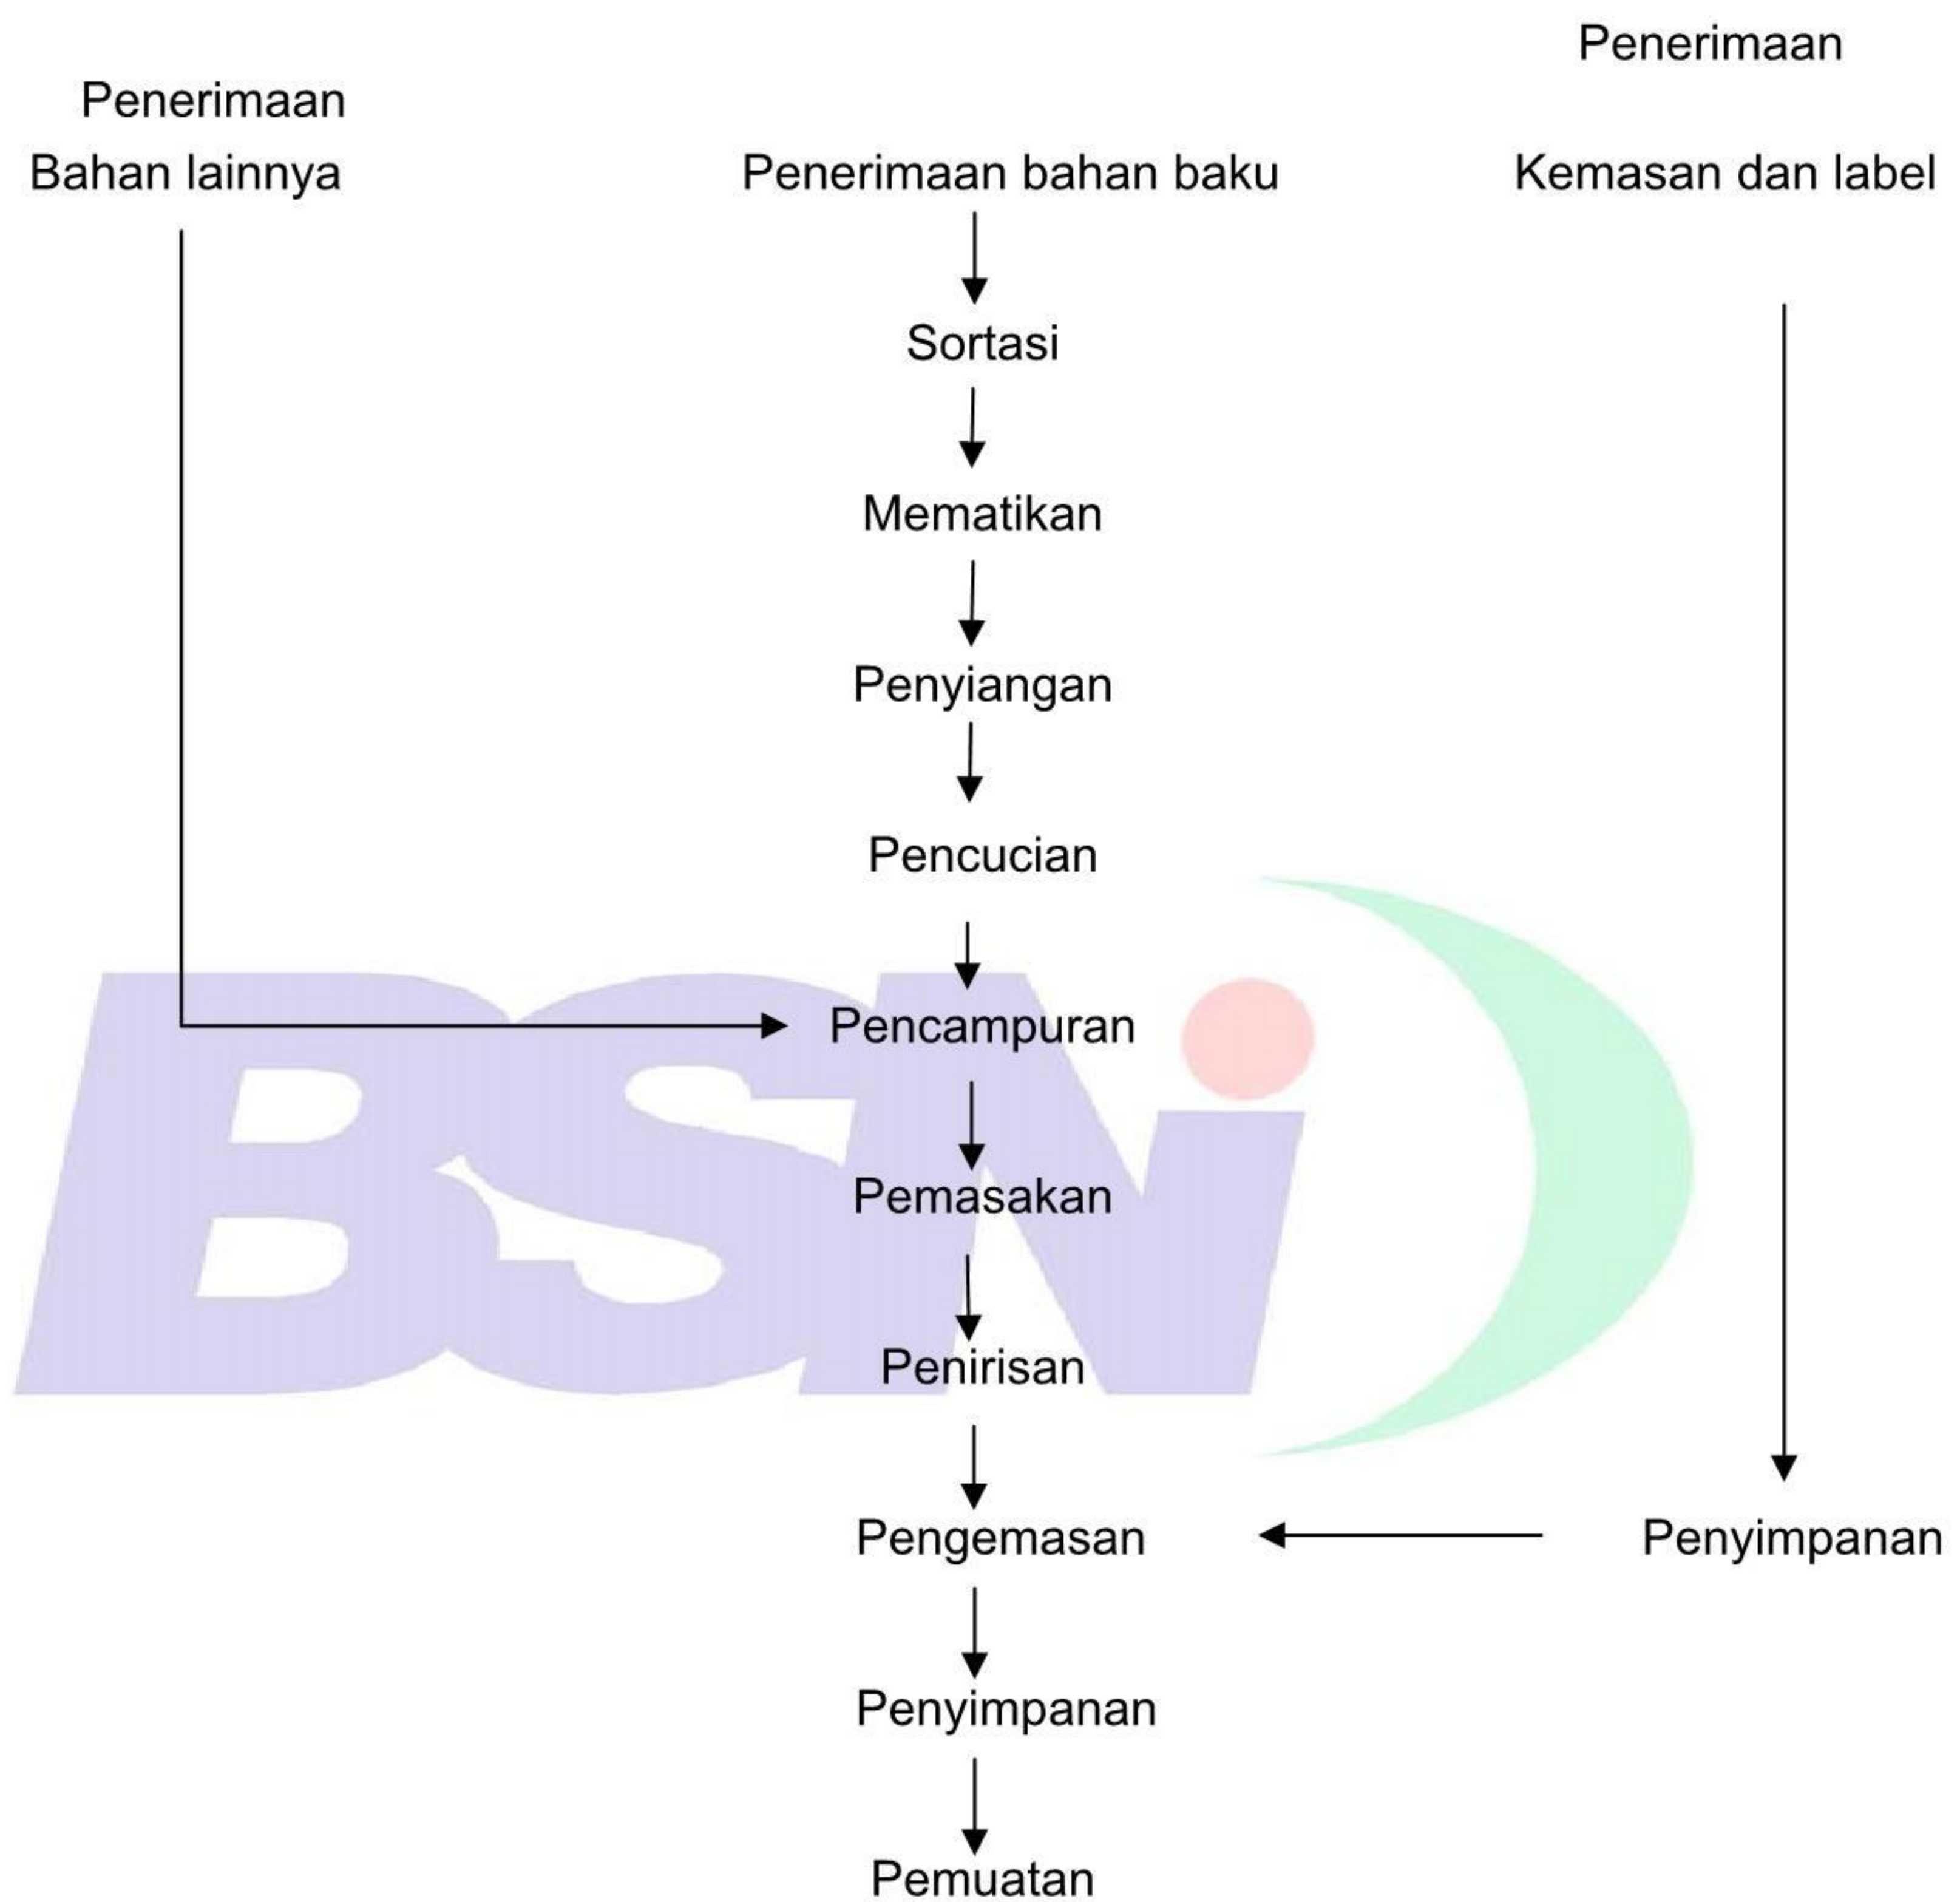 Penerimaan
Bahan lainnya
Penerimaan bahan baku
Penerimaan
Kemasan dan label
Sortasi
Mematikan
Penyiangan
Pencucian
Pencampuran
Pemasakan
Penirisan
Pengemasan
Penyimpanan
Penyimpanan
Pemuatan
BSNi